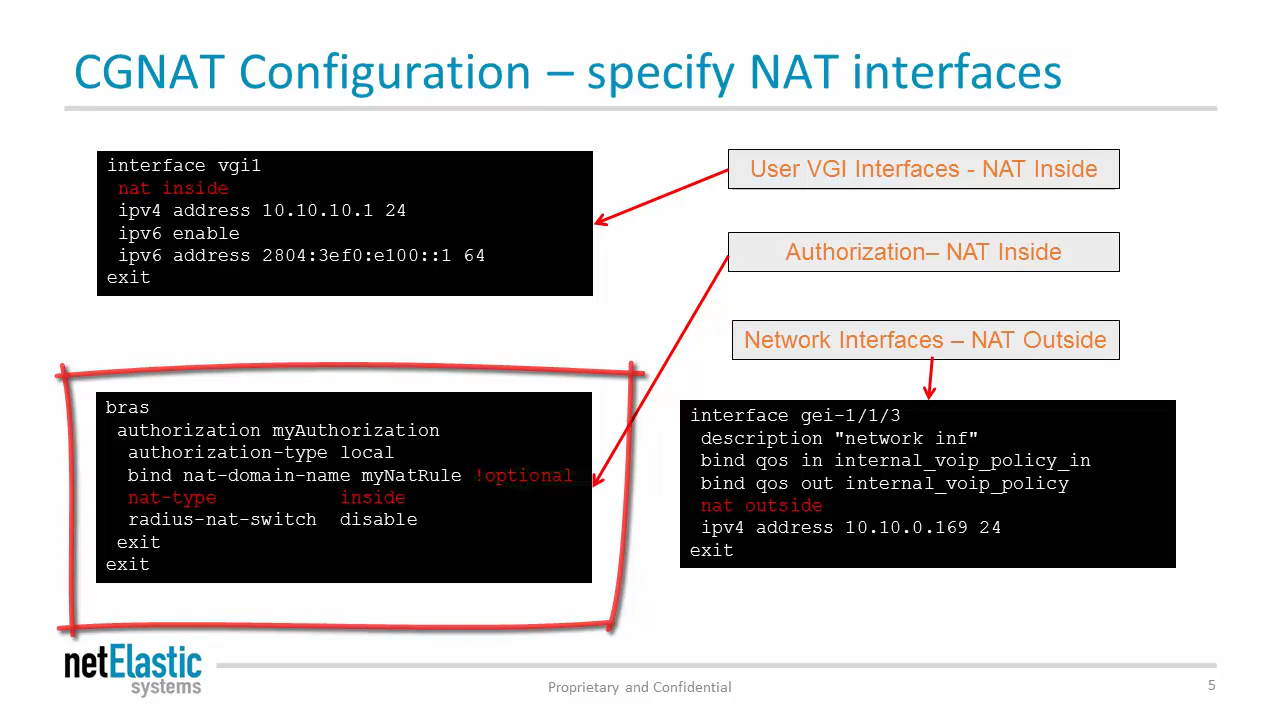 CGNAT Configuration – specify NAT interfaces
interface vgi1
nat inside
ipv4 address 10.10.10.1 24
ipv6 enable
ipv6 address 2804:3ef0:e100::1 64
exit
User VGI Interfaces - NAT Inside
Authorization– NAT Inside
Network Interfaces – NAT Outside
bras
authorization myAuthorization
authorization-type local
bind nat-domain-name myNatRule !optional
nat-type inside
radius-nat-switch disable
exit
exit
interface gei-1/1/3
description "network inf"
bind qos in internal_voip_policy_in
bind qos out internal_voip_policy
nat outside
ipv4 address 10.10.0.169 24
exit
netElastic
systems
Proprietary and Confidential
5